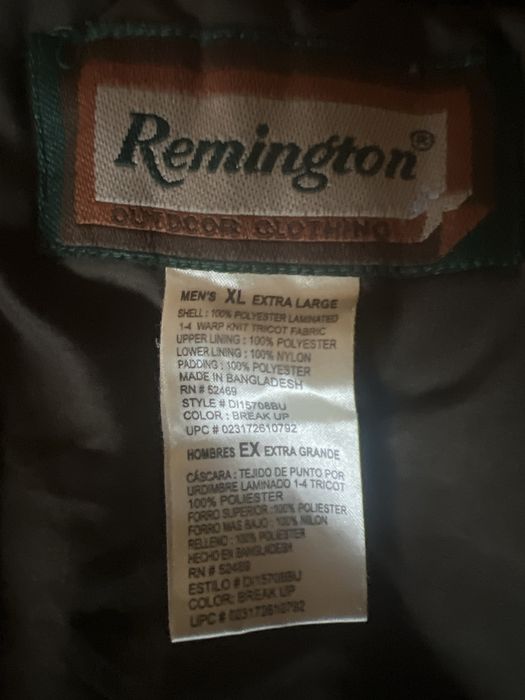 Remington®
OUTDOOR CLOTHING
MEN'S XL EXTRA LARGE
SHELL : 100% POLYESTER LAMINATED
1-4 WARP KNIT TRICOT FABRIC
UPPER LINING : 100% POLYESTER
LOWER LINING : 100% NYLON
PADDING : 100% POLYESTER
MADE IN BANGLADESH
RN # 52469
STYLE # DI15708BU
COLOR : BREAK UP
UPC # 023172610792
HOMBRES EX EXTRA GRANDE
CÁSCARA : TEJIDO DE PUNTO POR
URDIMBRE LAMINADO 1-4 TRICOT
100% POLIESTER
FORRO SUPERIOR :100% POLIESTER
FORRO MAS BAJO : 100% NILON
RELLENO : 100% POLIESTER
HECHO EN BANGLADESH
RN # 52469
ESTILO # DI15708BU
COLOR: BREAK UP
UPC # 023172610792